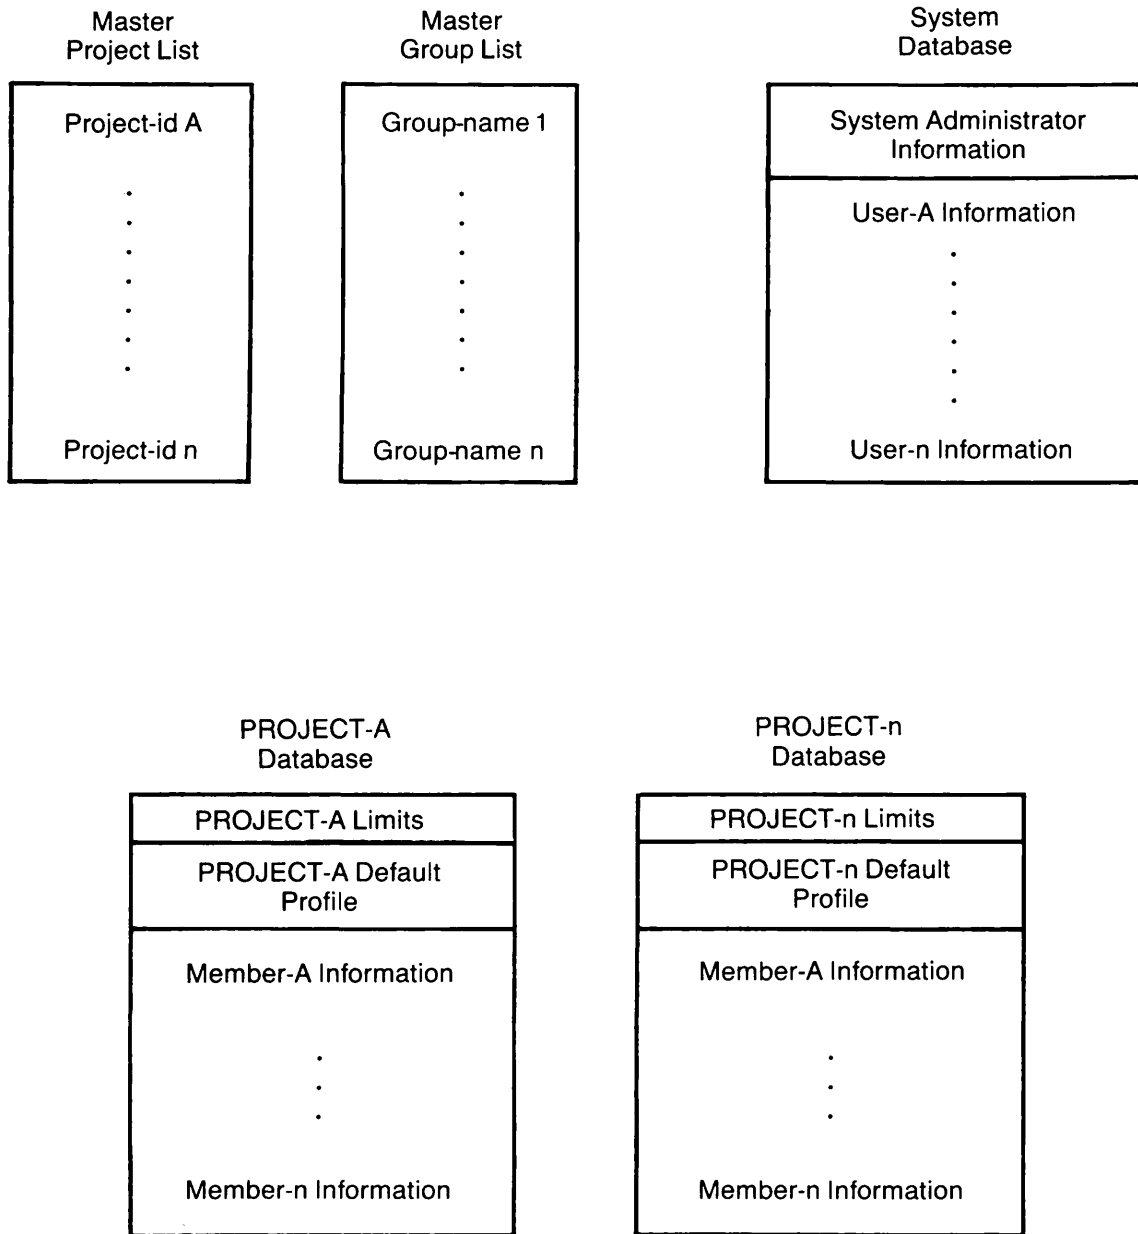 Master
Project List
Project-id A
Project-id n
Master
Group List
Group-name 1
Group-name n
System
Database
System Administrator
Information
User-A Information
User-n Information
PROJECT-A
Database
PROJECT-A Limits
PROJECT-A Default
Profile
Member-A Information
Member-n Information
PROJECT-n
Database
PROJECT-n Limits
PROJECT-n Default
Profile
Member-A Information
Member-n Information